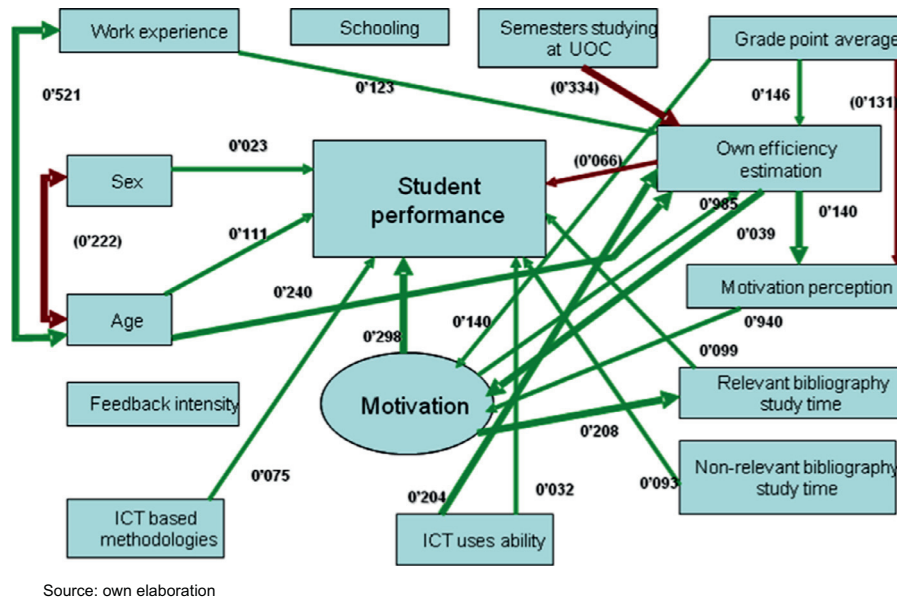 Work experience
Schooling
Semesters studying
at UOC
Grade point average
0'521
0'123
(0'334)
0'146
(0'131)
Sex
0'023
Student
performance
(0'066)
Own efficiency
estimation
(0'222)
0'111
0'985
0'140
0'039
Age
0'240
Motivation perception
0'298
0'140
0'940
0'099
Feedback intensity
Motivation
Relevant bibliography
study time
0'208
0'075
0'204
0'032
0'093
Non-relevant bibliography
study time
ICT based
methodologies
ICT uses ability
Source: own elaboration